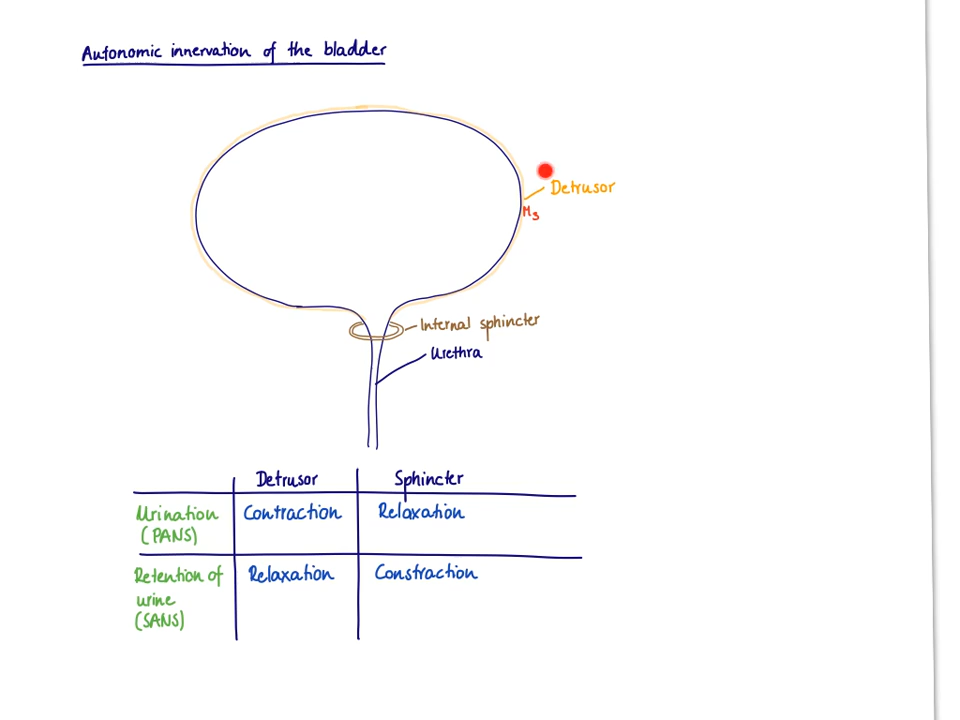 Autonomic innervation of the bladder
Detrusor
M3
Internal sphincter
Urethra
Detrusor Sphincter
Urination Contraction Relaxation
(PANS)
Retention of Relaxation Constraction
urine
(SANS)